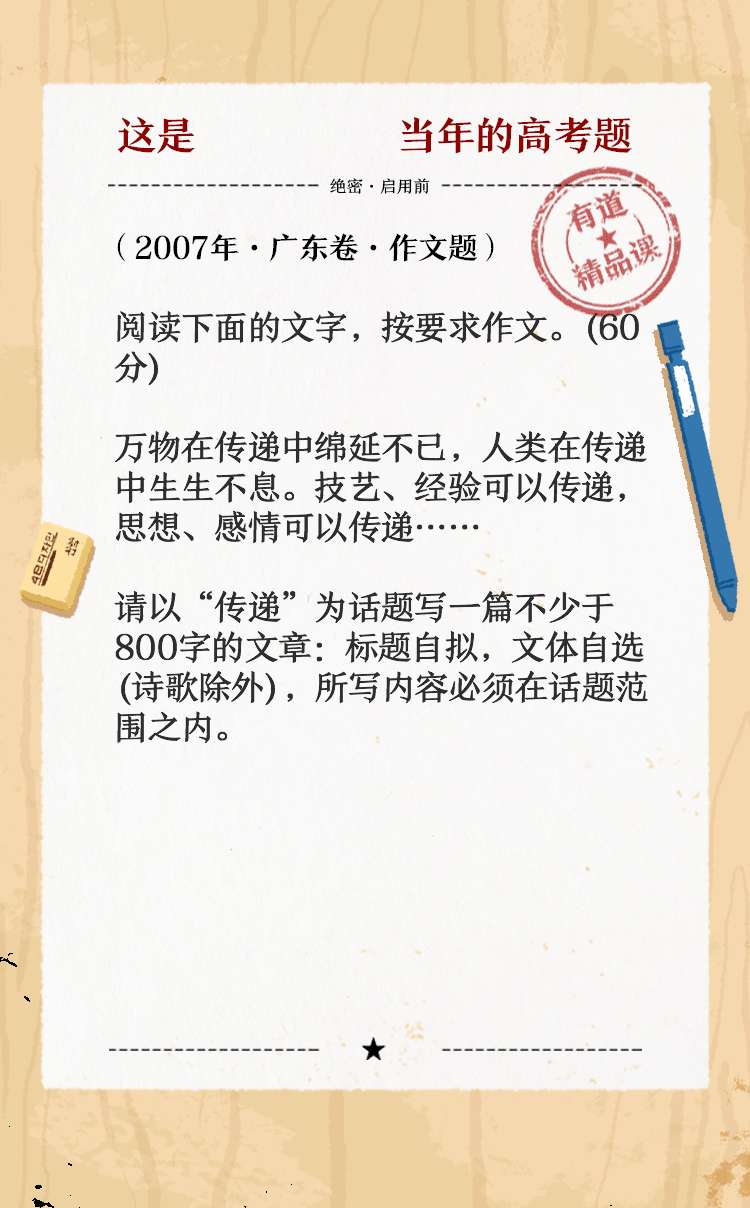 这是 当年的高考题
绝密·启用前
有道
精品课
(2007年·广东卷·作文题)
阅读下面的文字，按要求作文。(60
分)
万物在传递中绵延不已，人类在传递
中生生不息。技艺、经验可以传递，
思想、感情可以传递……
请以“传递”为话题写一篇不少于
800字的文章：标题自拟，文体自选
(诗歌除外)，所写内容必须在话题范
围之内。